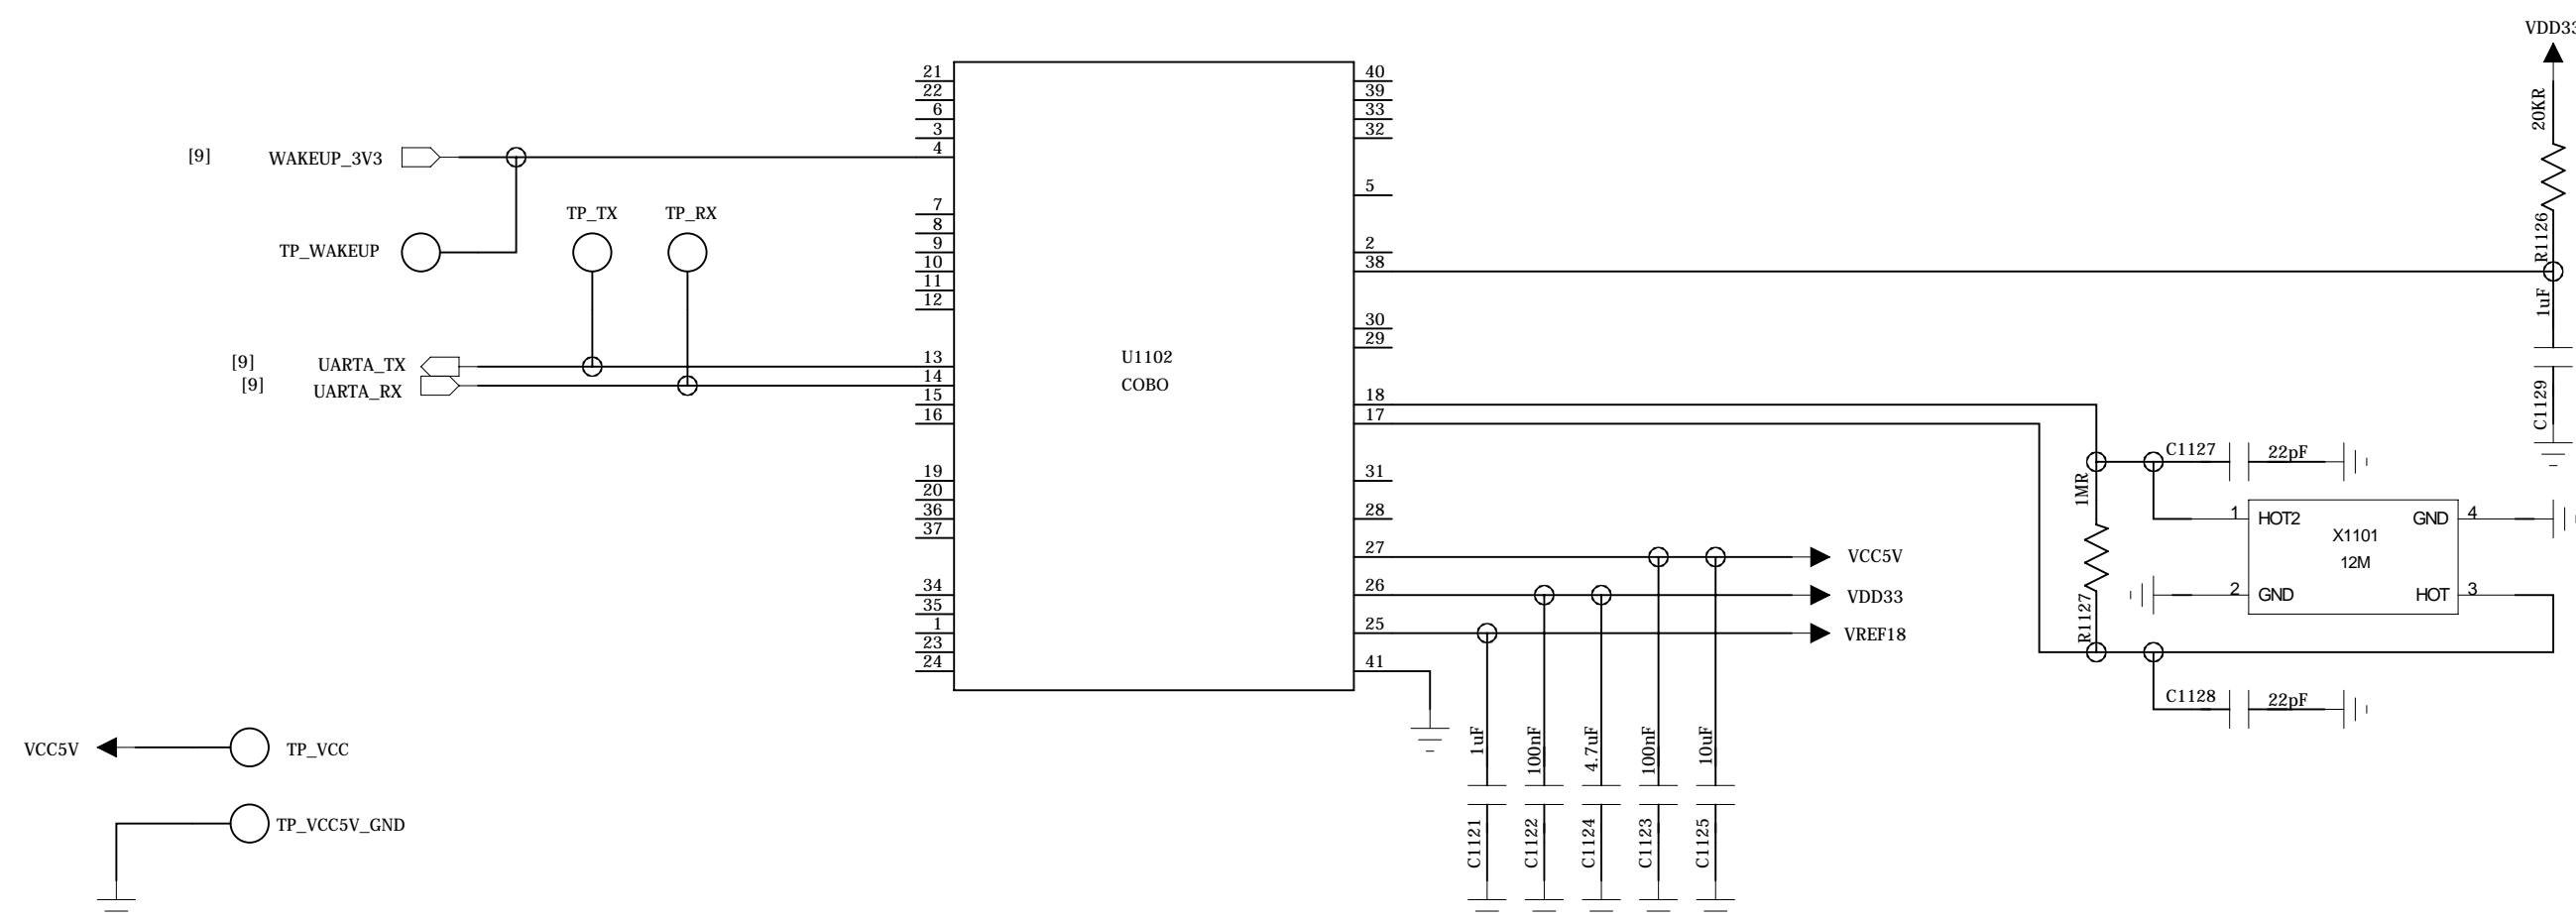 VDD33
21
22
6
3
4
7
8
9
10
11
12
13
14
15
16
19
20
36
37
34
35
1
23
24
40
39
33
32
5
2
38
30
29
18
17
31
28
27
26
25
41
U1102
COBO
[9] WAKEUP_3V3
TP_WAKEUP
TP_TX
TP_RX
[9] UARTA_TX
[9] UARTA_RX
20KR
R1126
1uF
C1129
C1127 22pF
1MR
R1127
1 HOT2
GND 4
X1101
12M
2 GND
HOT 3
C1128 22pF
VCC5V
VDD33
VREF18
1uF
100nF
4.7uF
100nF
10uF
C1121
C1122
C1124
C1123
C1125
VCC5V
TP_VCC
TP_VCC5V_GND